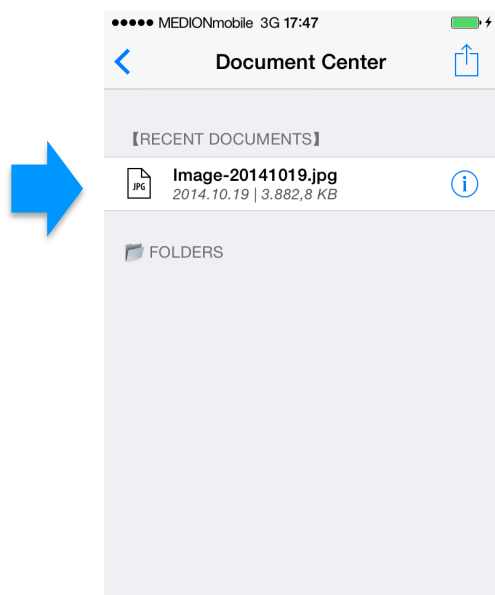 MEDIONmobile 3G 17:47
Document Center
【RECENT DOCUMENTS】
JPG
Image-20141019.jpg
2014.10.19 | 3.882,8 KB
i
FOLDERS